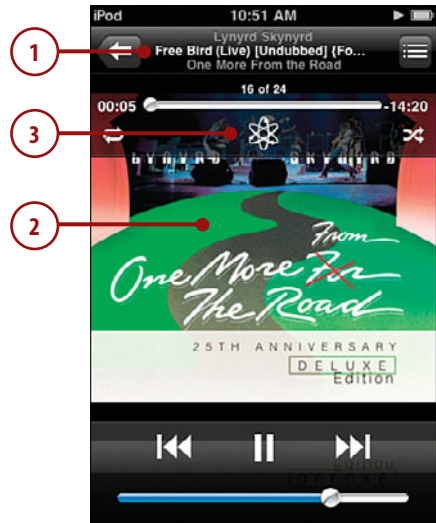 iPod 10:51 AM
Lynyrd Skynyrd
Free Bird (Live) [Undubbed] {Fo...
One More From the Road
1
16 of 24
00:05 -14:20
3
LYNYRD SKYNYRD
2
From
One More For
The Road
25TH ANNIVERSARY
DELUXE
Edition
Edition
DELUXE